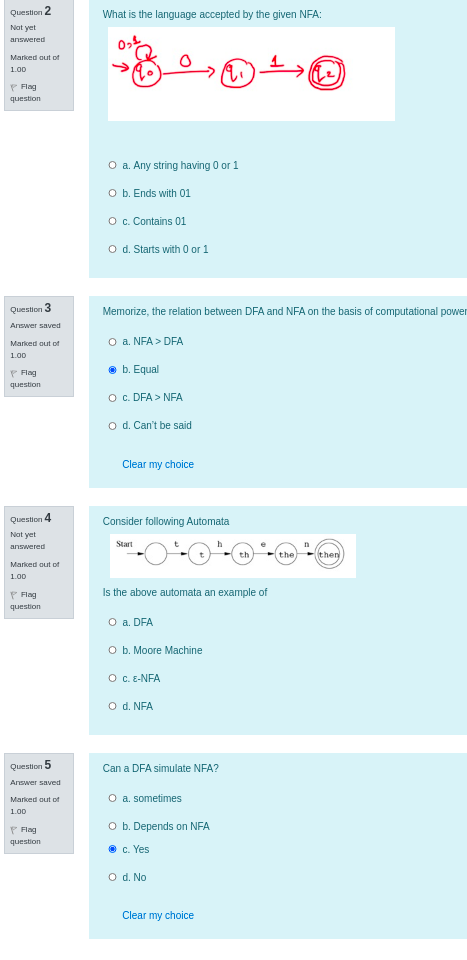 Question 2
Not yet
answered
Marked out of
1.00
Flag
question
What is the language accepted by the given NFA:
0,1
q0 0 q1 1 q2
a. Any string having 0 or 1
b. Ends with 01
c. Contains 01
d. Starts with 0 or 1
Question 3
Answer saved
Marked out of
1.00
Flag
question
Memorize, the relation between DFA and NFA on the basis of computational power
a. NFA > DFA
b. Equal
c. DFA > NFA
d. Can't be said
Clear my choice
Question 4
Not yet
answered
Marked out of
1.00
Flag
question
Consider following Automata
Start t h e n
t th the then
Is the above automata an example of
a. DFA
b. Moore Machine
c. ε-NFA
d. NFA
Question 5
Answer saved
Marked out of
1.00
Flag
question
Can a DFA simulate NFA?
a. sometimes
b. Depends on NFA
c. Yes
d. No
Clear my choice